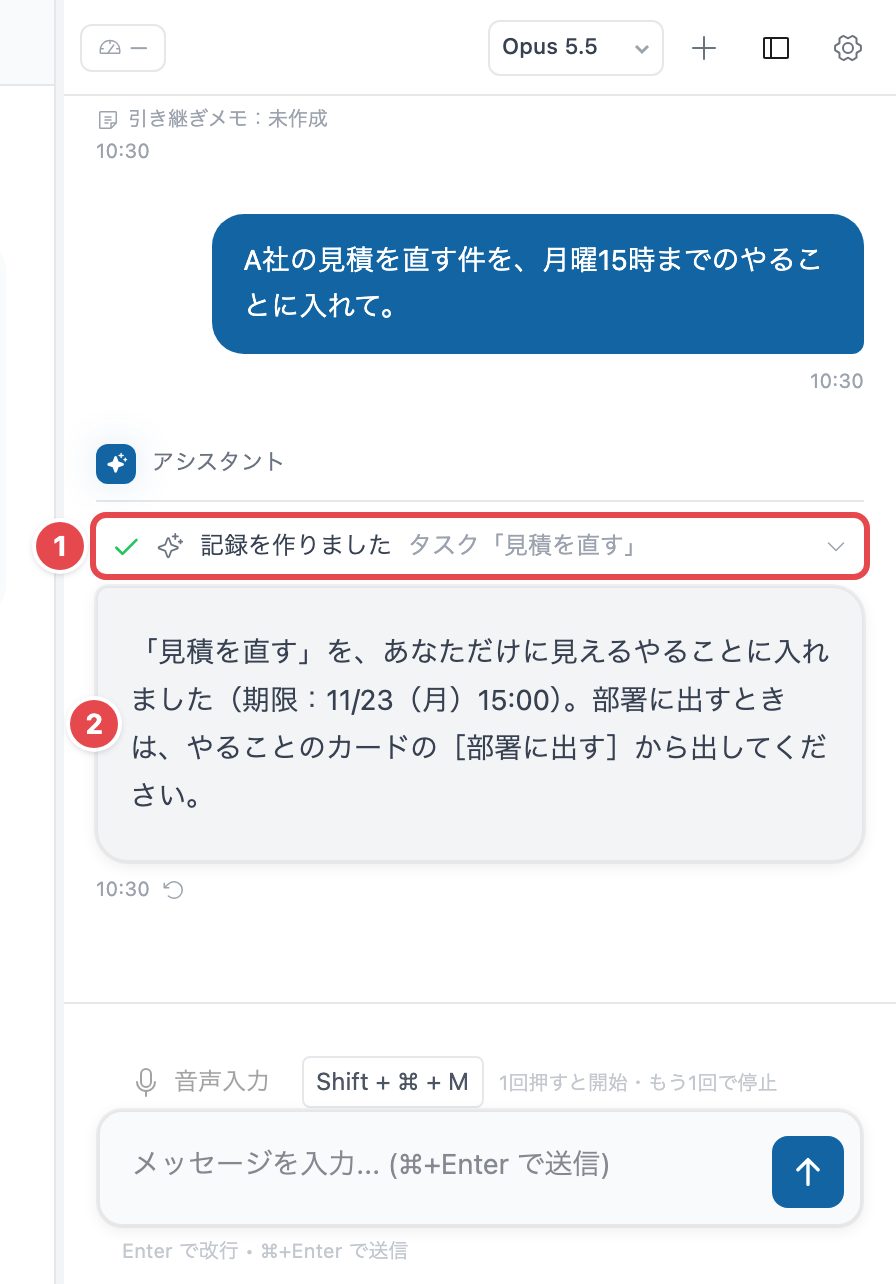 Opus 5.5
引き継ぎメモ：未作成
10:30
A社の見積を直す件を、月曜15時までのやるこ
とに入れて。
10:30
アシスタント
1
記録を作りました タスク「見積を直す」
「見積を直す」を、あなただけに見えるやることに入れ
ました（期限：11/23（月）15:00）。部署に出すとき
2
は、やることのカードの［部署に出す］から出してくだ
さい。
10:30
音声入力 Shift + ⌘ + M 1回押すと開始・もう1回で停止
メッセージを入力... (⌘+Enter で送信)
Enter で改行・⌘+Enter で送信